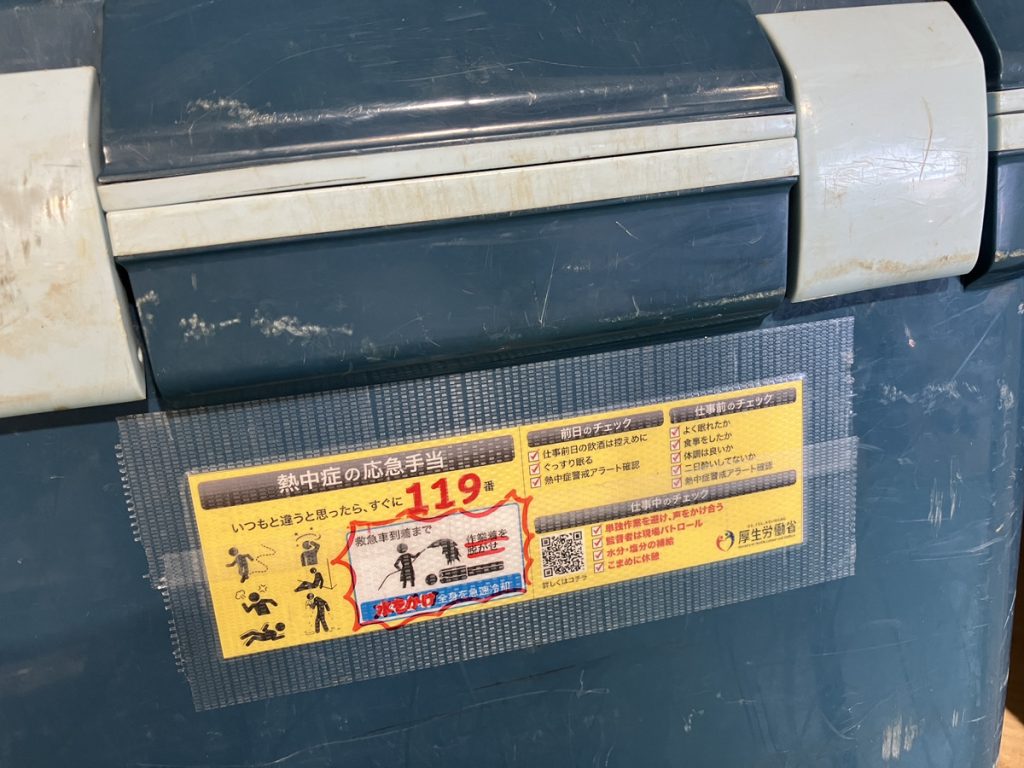 熱中症の応急手当
いつもと違うと思ったら、すぐに119番
救急車到着まで
作業着を
脱がせ
水をかけ全身を急速冷却
前日のチェック
仕事前日の飲酒は控えめに
ぐっすり眠る
熱中症警戒アラート確認
仕事前のチェック
よく眠れたか
食事をしたか
体調は良いか
二日酔いしてないか
熱中症警戒アラート確認
仕事中のチェック
単独作業を避け、声をかけ合う
監督者は現場パトロール
水分・塩分の補給
こまめに休憩
詳しくはコチラ
厚生労働省